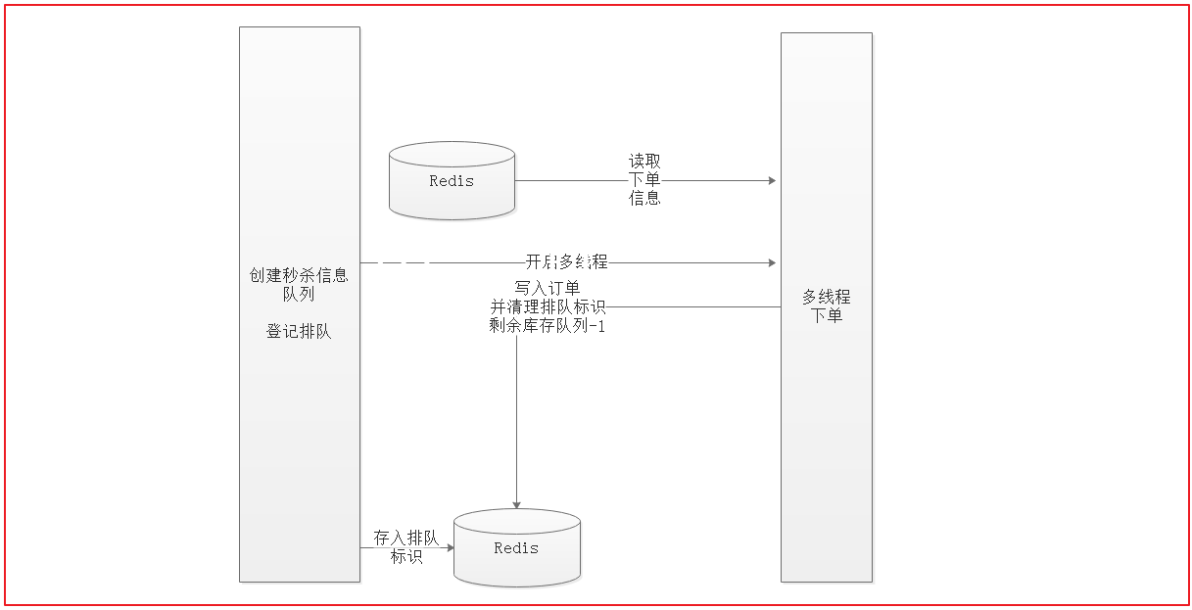 Redis
读取
下单
信息
创建秒杀信息
队列
登记排队
开启多线程
写入订单
并清理排队标识
剩余库存队列-1
多线程
下单
存入排队
标识
Redis